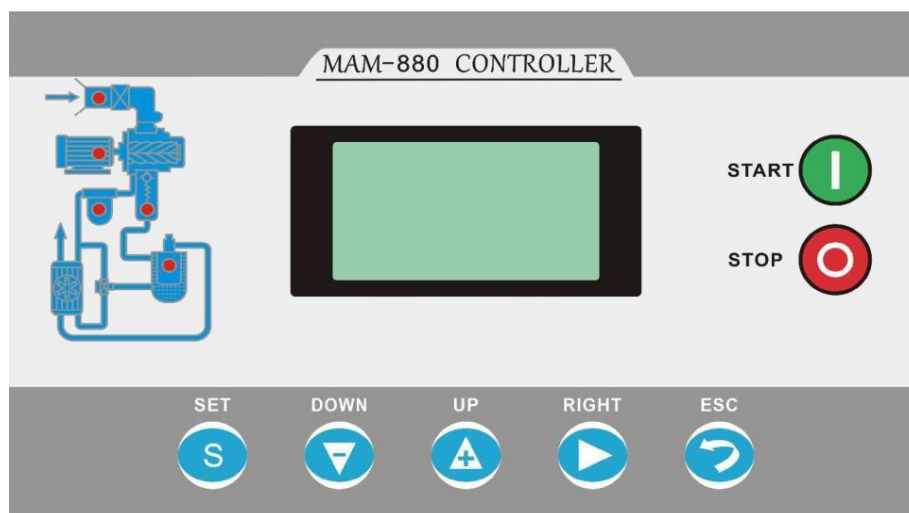 MAM-880 CONTROLLER
START
STOP
SET DOWN UP RIGHT ESC
S